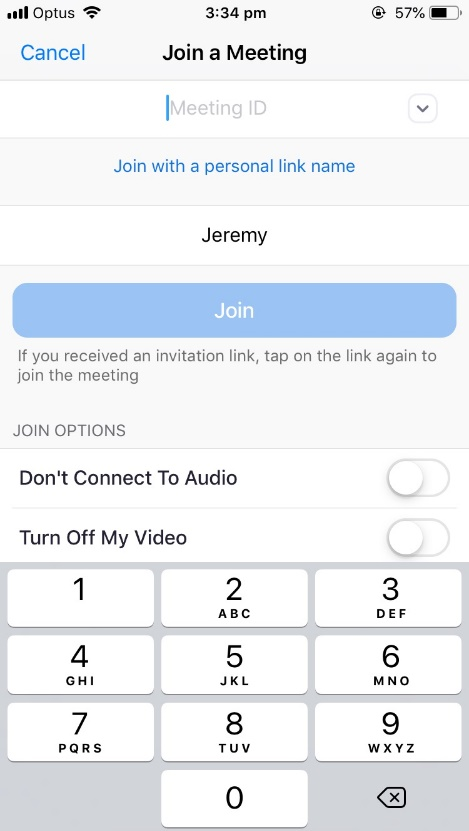 Optus 3:34 pm 57%
Cancel Join a Meeting
Meeting ID
Join with a personal link name
Jeremy
Join
If you received an invitation link, tap on the link again to
join the meeting
JOIN OPTIONS
Don't Connect To Audio
Turn Off My Video
1 2 3
ABC DEF
4 5 6
GHI JKL MNO
7 8 9
PQRS TUV WXYZ
0